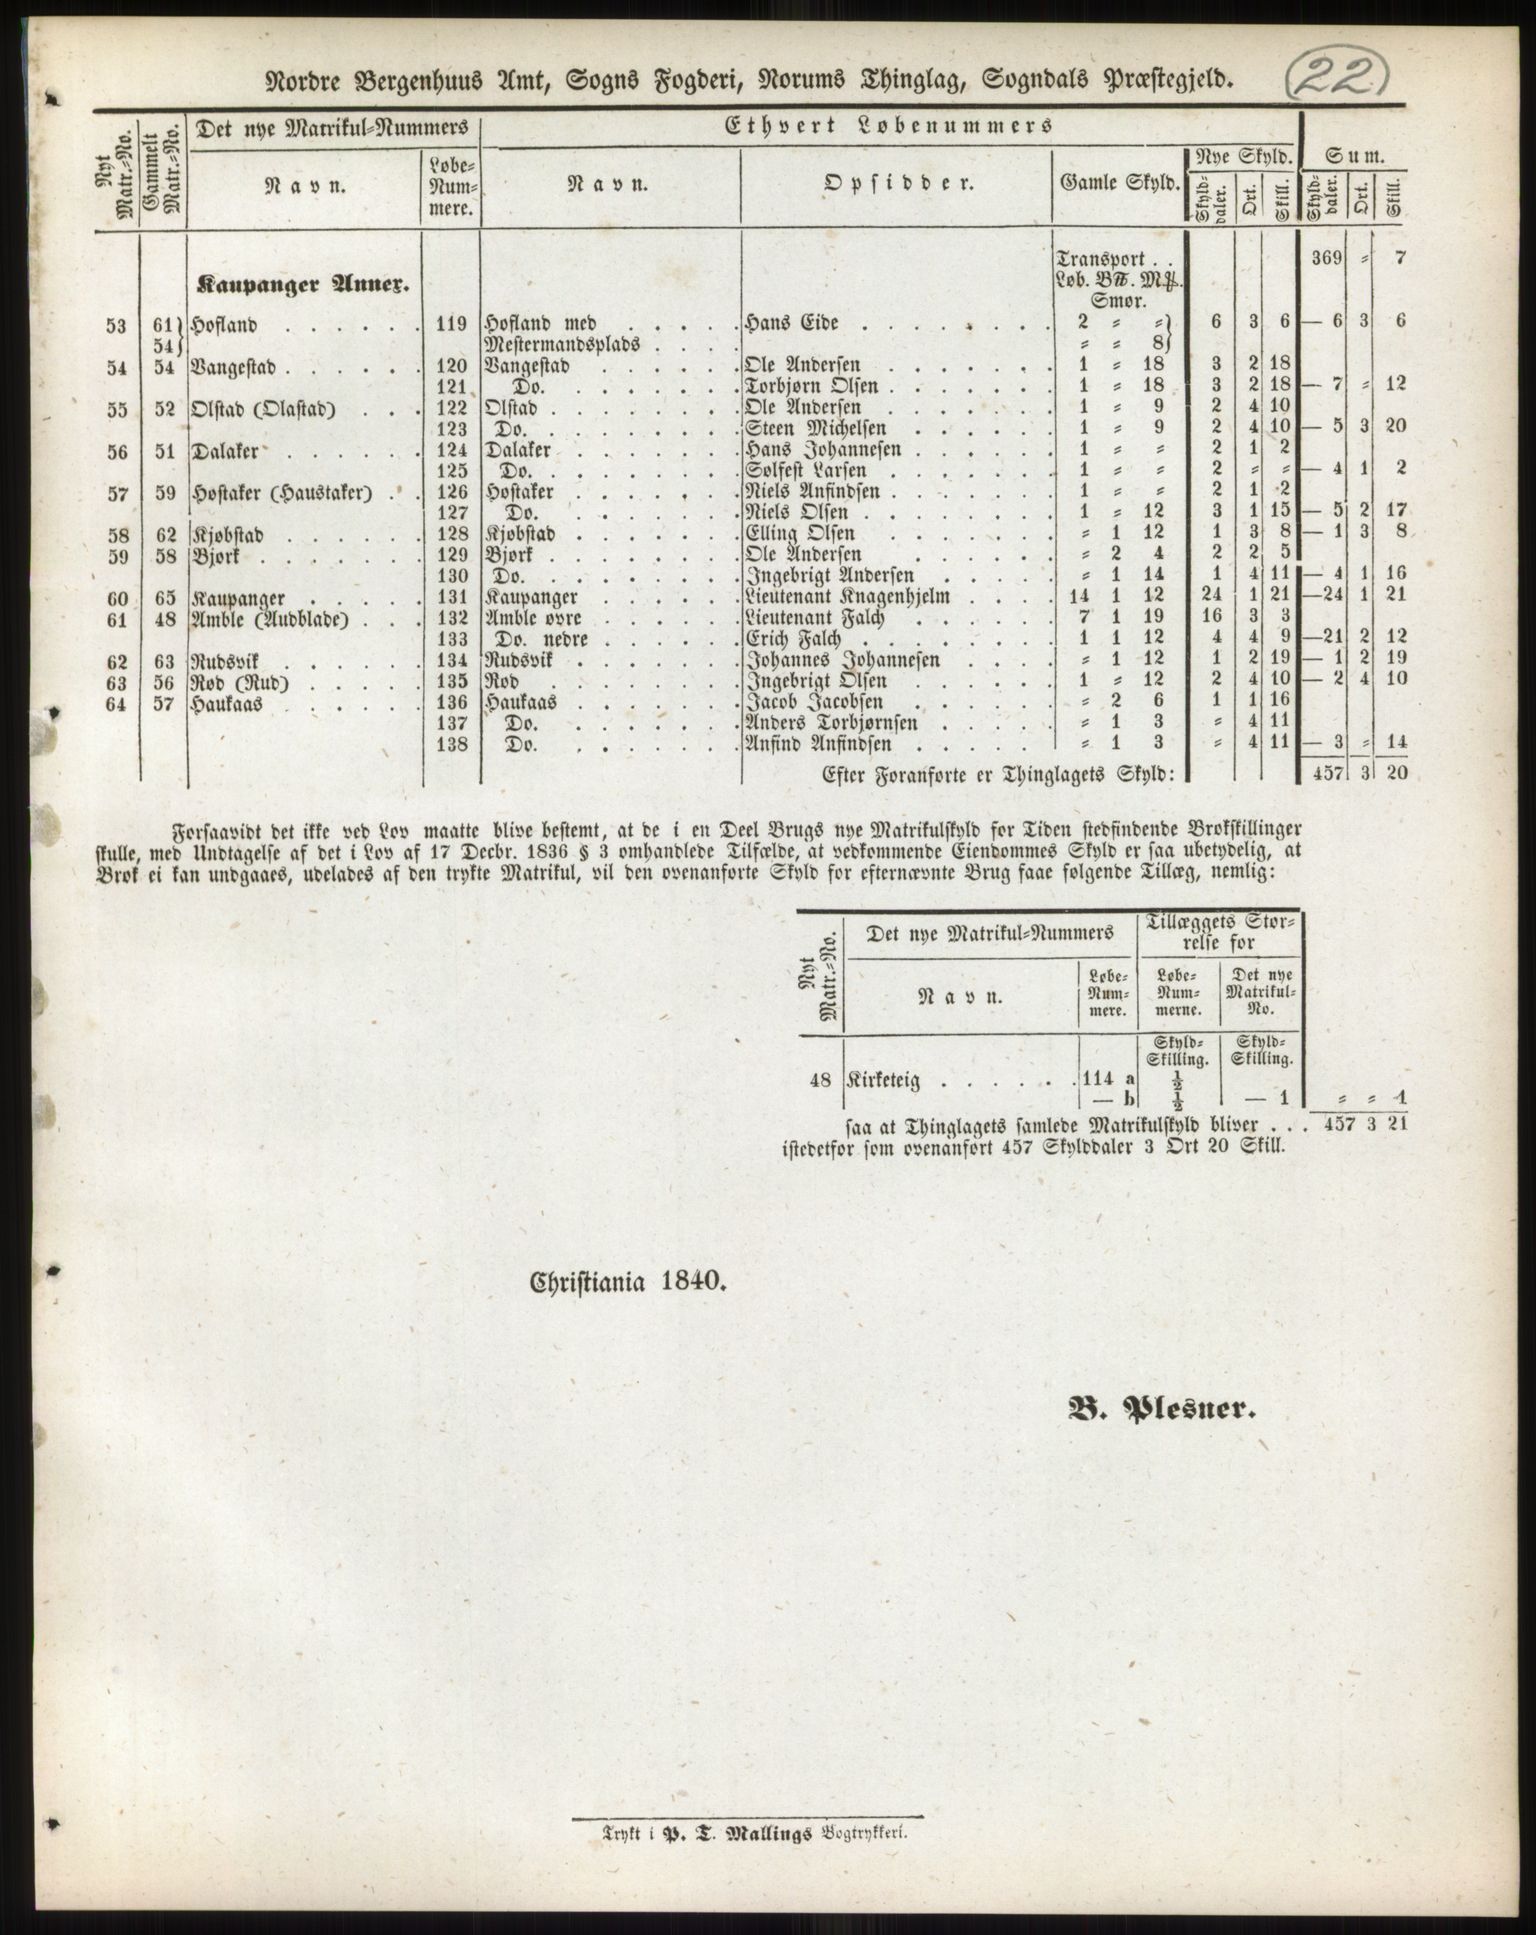 Nordre Bergenhuus Amt, Sogns Fogderi, Norums Thinglag, Sogndals Præstegjeld. 22.
Nyt Matr.=No. Gammelt Matr.=No. Det nye Matrikul=Nummers Ethvert Løbenummers
Navn. Løbe=Num=mere. Navn. Opsidder. Gamle Skyld. Nye Skyld. Sum.
Skyld=daler. Ort. Skill. Skyld=daler. Ort. Skill.
Transport . . 369 = 7
Kaupanger Annex. Løb. B℔. M℔.
Smør.
53 61} Hofland . . . . . . 119 Hofland med . . . . . Hans Eide . . . . . . . . 2 = =} 6 3 6 — 6 3 6
54} Mestermandsplads . . . . = = 8}
54 54 Vangestad . . . . . . 120 Vangestad . . . . . . Ole Andersen . . . . . . . 1 = 18 3 2 18
121 Do. . . . . . . . Torbjørn Olsen . . . . . . . 1 = 18 3 2 18 — 7 = 12
55 52 Olstad (Olastad) . . . 122 Olstad . . . . . . . . Ole Andersen . . . . . . . 1 = 9 2 4 10
123 Do. . . . . . . . . Steen Michelsen . . . . . . 1 = 9 2 4 10 — 5 3 20
56 51 Dalaker . . . . . . 124 Dalaker . . . . . . . Hans Johannesen . . . . . . 1 = = 2 1 2
125 Do. . . . . . . . . Sølfest Larsen . . . . . . . 1 = = 2 = = — 4 1 2
57 59 Høstaker (Haustaker) . . 126 Høstaker . . . . . . . Niels Anfindsen . . . . . . . 1 = = 2 1 2
127 Do. . . . . . . . Niels Olsen . . . . . . . . 1 = 12 3 1 15 — 5 2 17
58 62 Kjøbstad . . . . . . 128 Kjøbstad . . . . . . . Elling Olsen . . . . . . . = 1 12 1 3 8 — 1 3 8
59 58 Bjørk . . . . . . . 129 Bjørk . . . . . . . . Ole Andersen . . . . . . = 2 4 2 2 5
130 Do. . . . . . . . . Ingebrigt Andersen . . . . . = 1 14 1 4 11 — 4 1 16
60 65 Kaupanger . . . . . 131 Kaupanger . . . . . . Lieutenant Knagenhjelm . . . . 14 1 12 24 1 21 —24 1 21
61 48 Amble (Audblade) . . . 132 Amble øvre . . . . . . Lieutenant Falch . . . . . . 7 1 19 16 3 3
133 Do. nedre . . . . . . Erich Falch . . . . . . . . 1 1 12 4 4 9 —21 2 12
62 63 Rudsvik . . . . . . 134 Rudsvik . . . . . . . Johannes Johannesen . . . . = 1 12 1 2 19 — 1 2 19
63 56 Rød (Rud) . . . . . 135 Rød . . . . . . . . Ingebrigt Olsen . . . . . . 1 = 12 2 4 10 — 2 4 10
64 57 Haukaas . . . . . 136 Haukaas . . . . . . . Jacob Jacobsen . . . . . . = 2 6 1 1 16
137 Do. . . . . . . . Anders Torbjørnsen . . . . . = 1 3 = 4 11
138 Do. . . . . . . . Anfind Anfindsen . . . . . = 1 3 = 4 11 — 3 = 14
Efter Foranførte er Thinglagets Skyld: 457 3 20
Forsaavidt det ikke ved Lov maatte blive bestemt, at de i en Deel Brugs nye Matrikulskyld for Tiden stedfindende Brøkskillinger
skulle, med Undtagelse af det i Lov af 17 Decbr. 1836 § 3 omhandlede Tilfælde, at vedkommende Eiendommes Skyld er saa ubetydelig, at
Brøk ei kan undgaaes, udelades af den trykte Matrikul, vil den ovenanførte Skyld for efternævnte Brug faae følgende Tillæg, nemlig:
Nyt Matr.=No. Det nye Matrikul=Nummers Tillæggets Stør=
relse for
Navn. Løbe=Num=mere. Løbe=Num=merne. Det nye Matrikul=No.
Skyld=Skilling. Skyld=Skilling.
48 Kirketeig . . . . . . 114 a ½
— b ½ — 1 = = 1
saa at Thinglagets samlede Matrikulskyld bliver . . . 457 3 21
istedetfor som ovenanført 457 Skylddaler 3 Ort 20 Skill.
Christiania 1840.
B. Plesner.
Trykt i P. T. Mallings Bogtrykkeri.